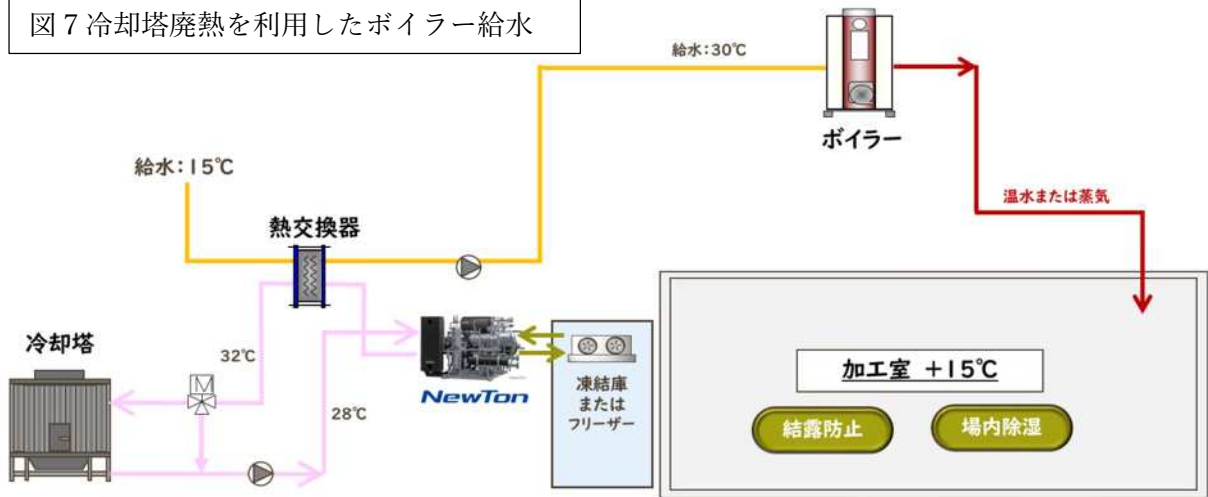 図7冷却塔廃熱を利用したボイラー給水
給水:30℃
ボイラー
給水:15℃
温水または蒸気
熱交換器
冷却塔
32℃
M
NewTon
28℃
凍結庫
または
フリーザー
加工室 +15℃
結露防止
場内除湿